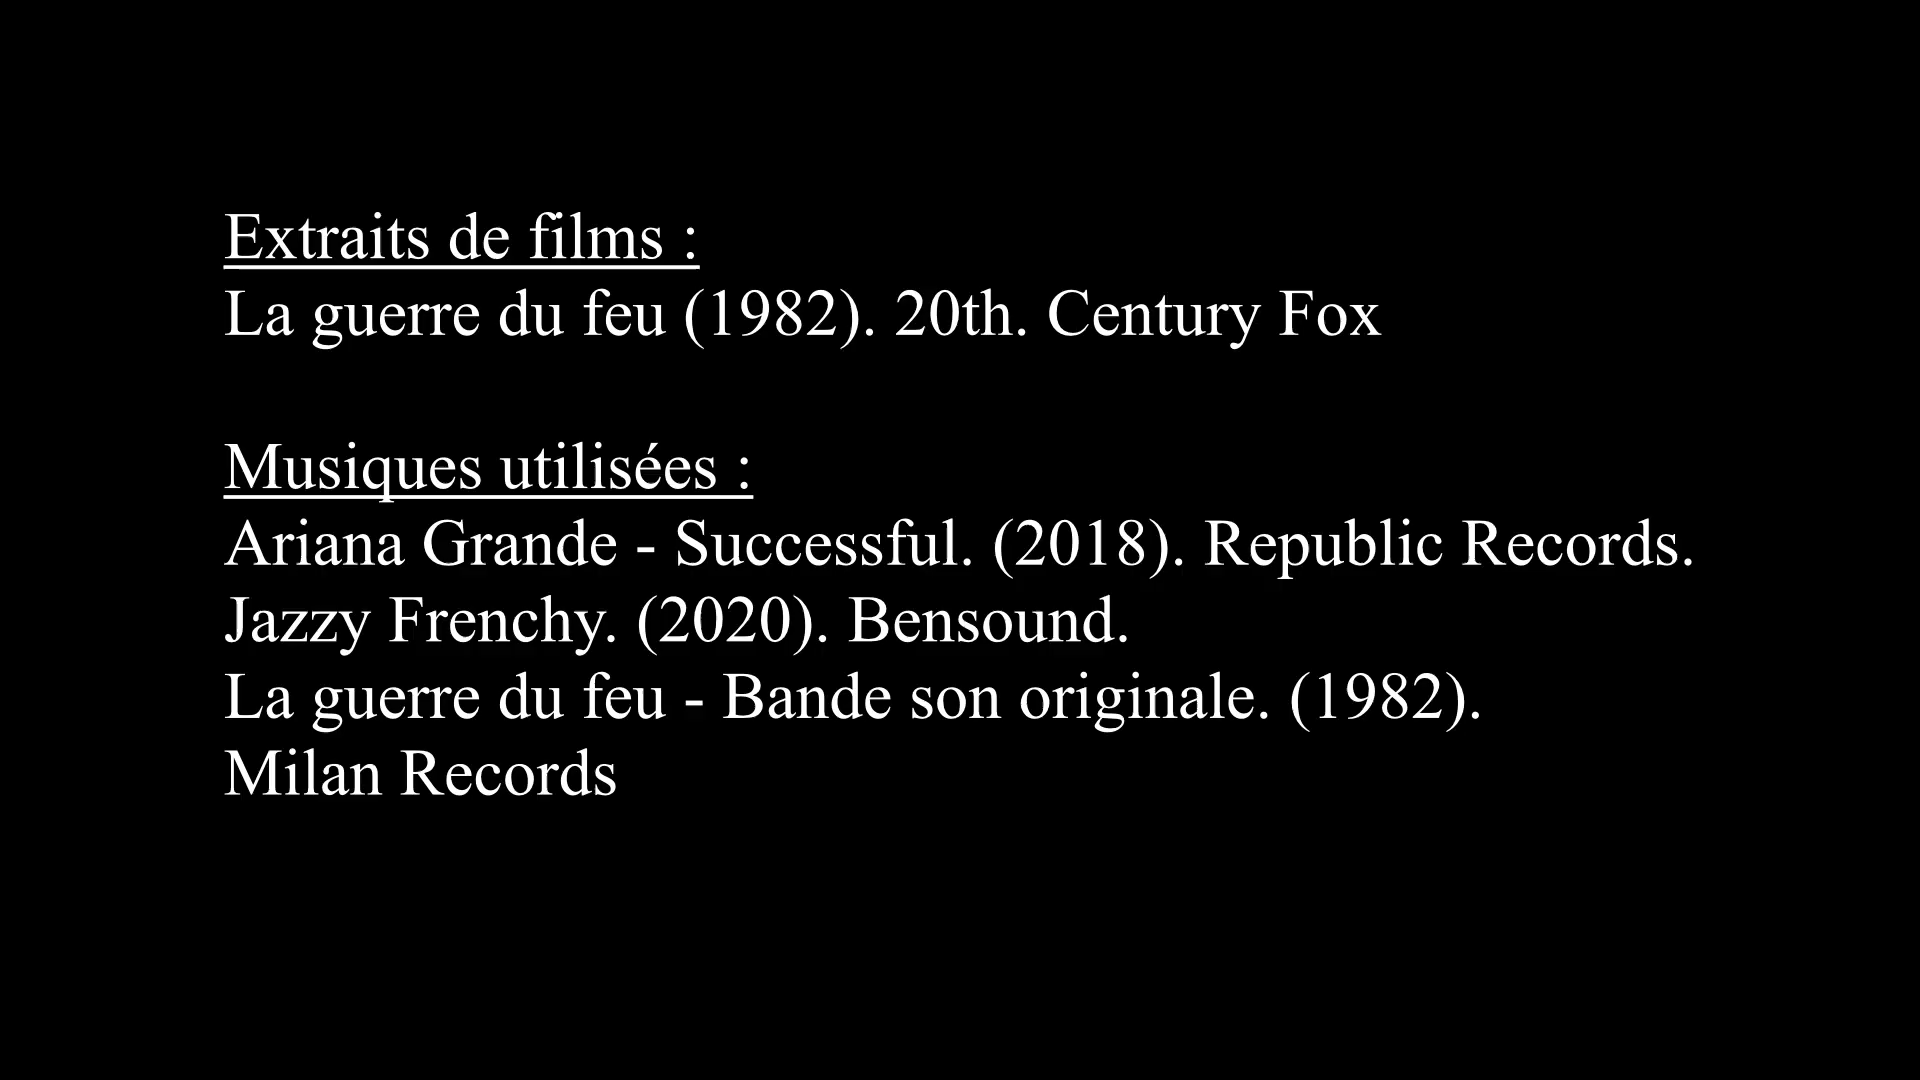 Extraits de films :
La guerre du feu (1982). 20th. Century Fox
Musiques utilisées :
Ariana Grande - Successful. (2018). Republic Records.
Jazzy Frenchy. (2020). Bensound.
La guerre du feu - Bande son originale. (1982).
Milan Records